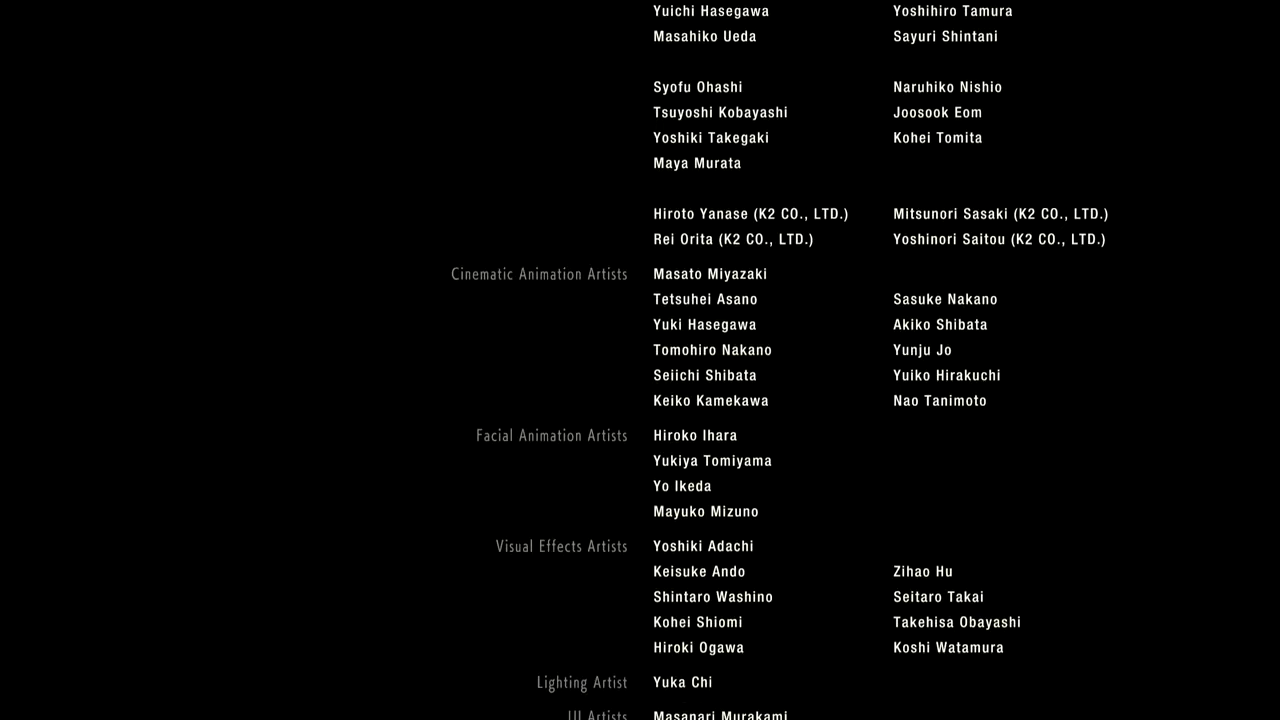 Yuichi Hasegawa Yoshihiro Tamura
Masahiko Ueda Sayuri Shintani
Syofu Ohashi Naruhiko Nishio
Tsuyoshi Kobayashi Joosook Eom
Yoshiki Takegaki Kohei Tomita
Maya Murata
Hiroto Yanase (K2 CO., LTD.) Mitsunori Sasaki (K2 CO., LTD.)
Rei Orita (K2 CO., LTD.) Yoshinori Saitou (K2 CO., LTD.)
Cinematic Animation Artists Masato Miyazaki
Tetsuhei Asano Sasuke Nakano
Yuki Hasegawa Akiko Shibata
Tomohiro Nakano Yunju Jo
Seiichi Shibata Yuiko Hirakuchi
Keiko Kamekawa Nao Tanimoto
Facial Animation Artists Hiroko Ihara
Yukiya Tomiyama
Yo Ikeda
Mayuko Mizuno
Visual Effects Artists Yoshiki Adachi
Keisuke Ando Zihao Hu
Shintaro Washino Seitaro Takai
Kohei Shiomi Takehisa Obayashi
Hiroki Ogawa Koshi Watamura
Lighting Artist Yuka Chi
UI Artists Masanari Murakami